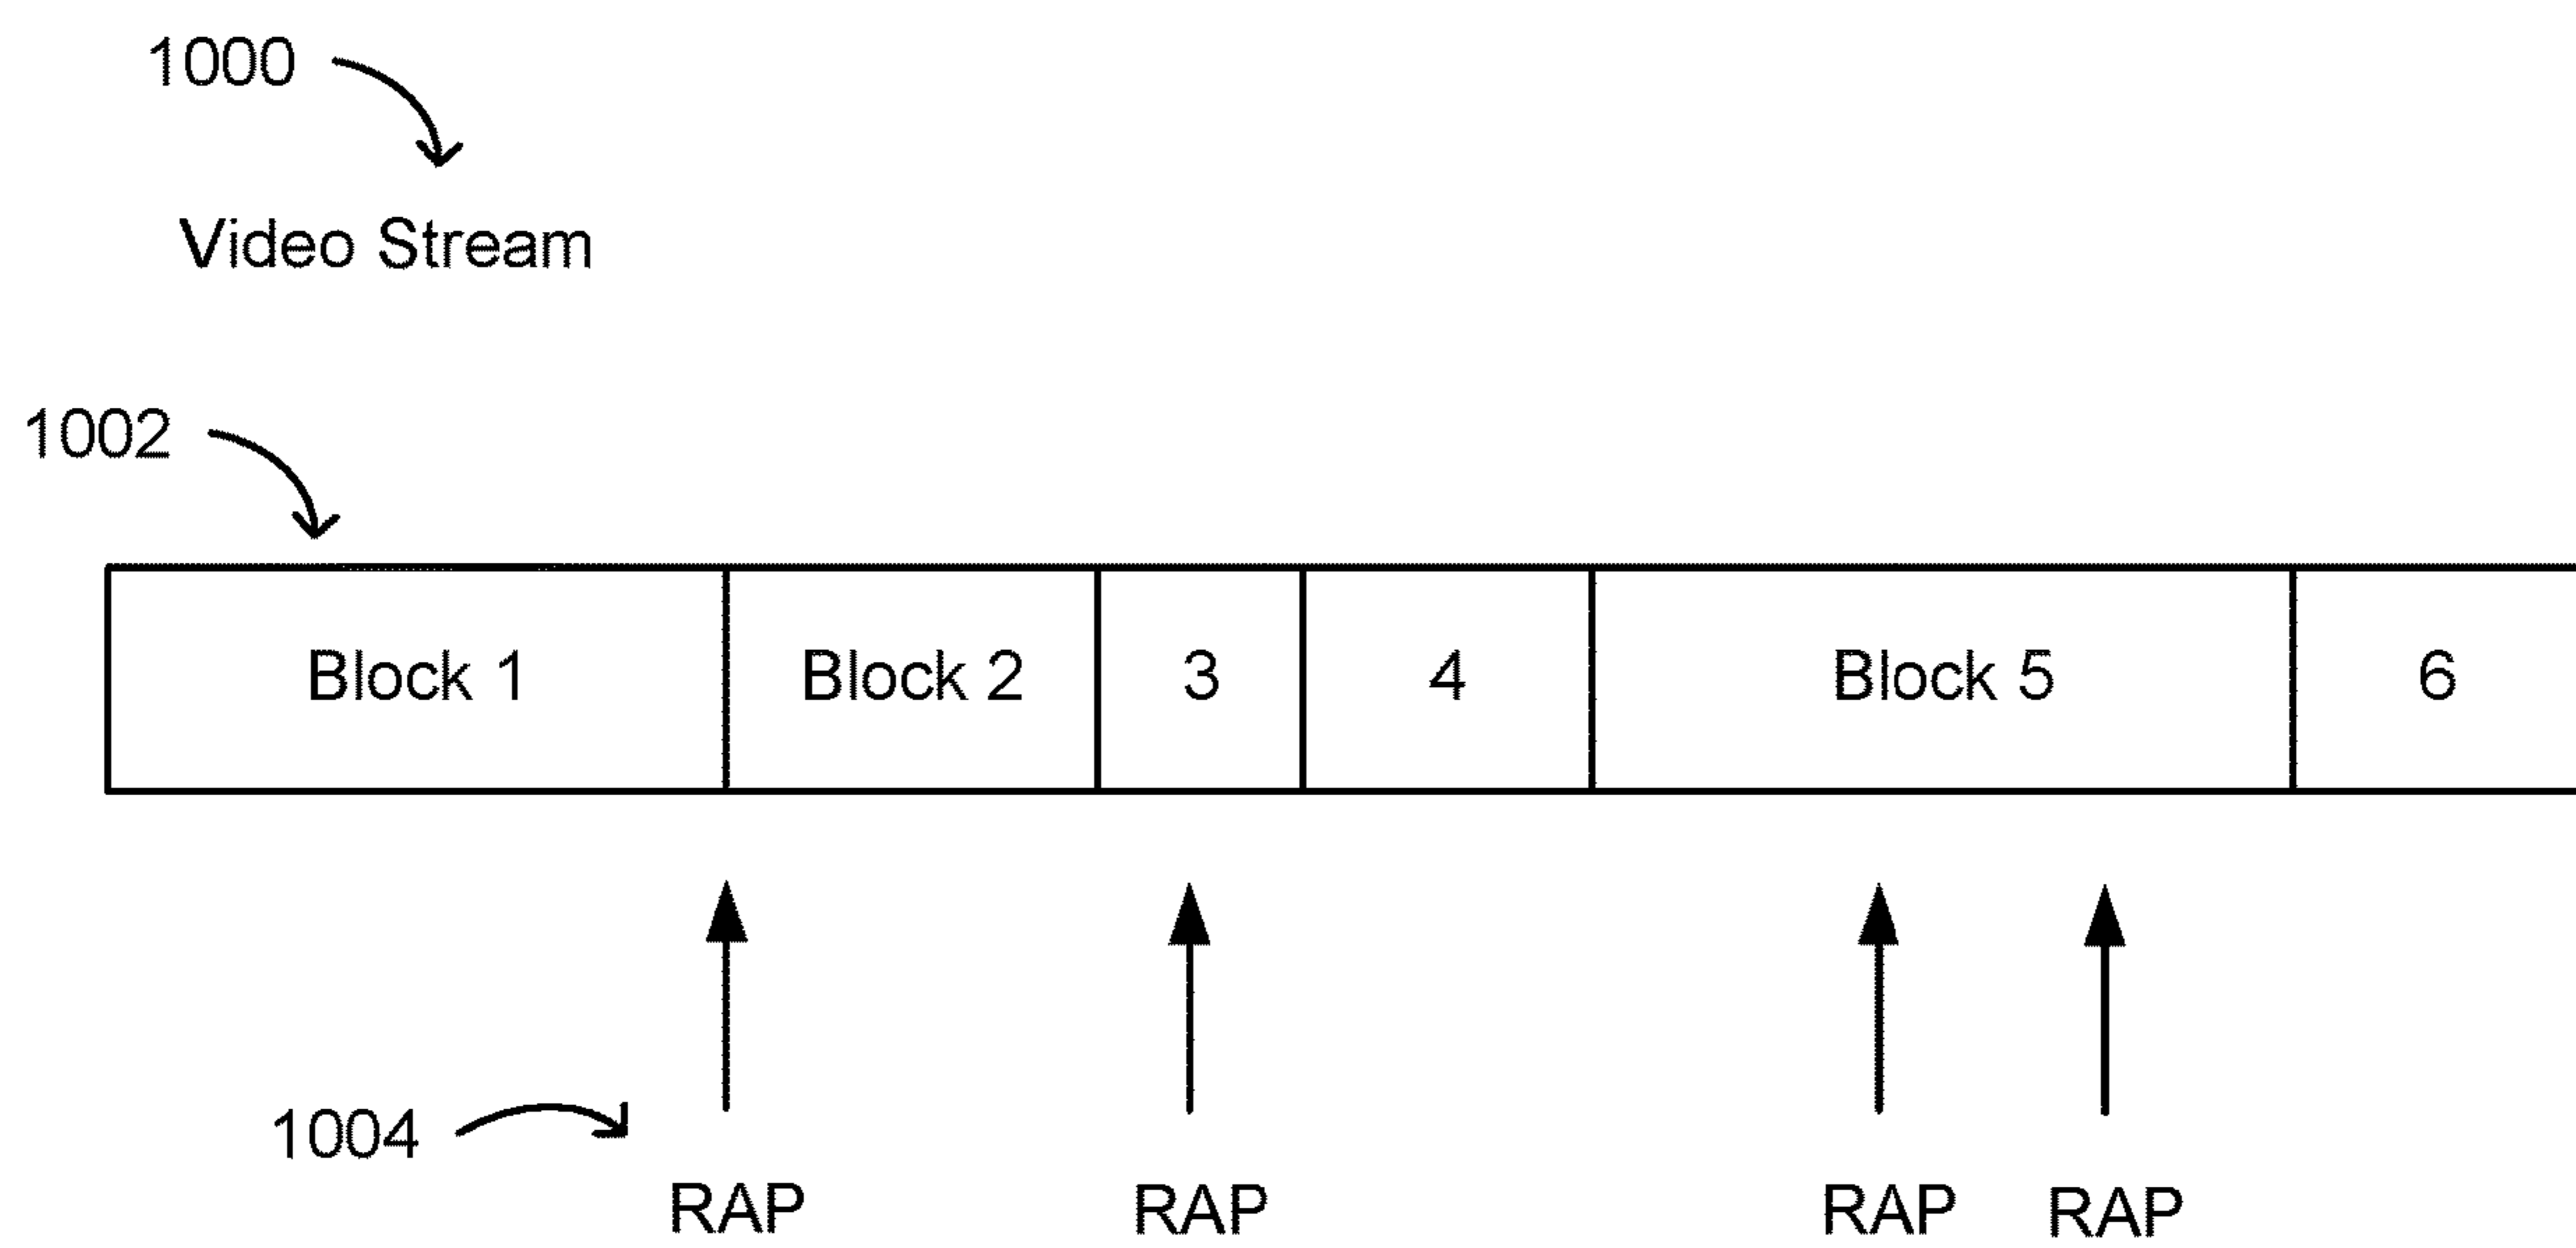 1000
Video Stream
1002
Block 1 Block 2 3 4 Block 5 6
1004
RAP RAP RAP RAP